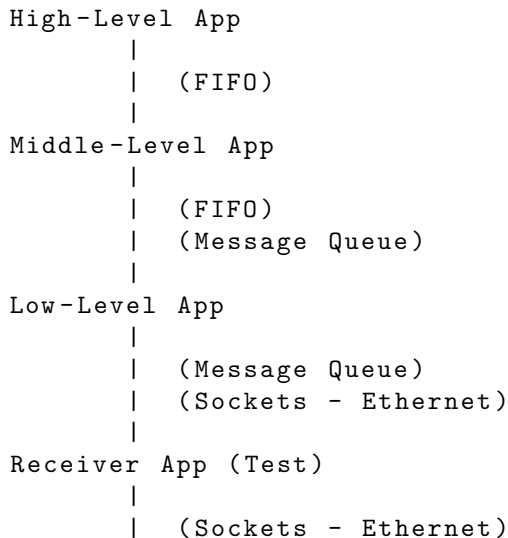 High-Level App
|
| (FIFO)
|
Middle-Level App
|
| (FIFO)
| (Message Queue)
|
Low-Level App
|
| (Message Queue)
| (Sockets - Ethernet)
|
Receiver App (Test)
|
| (Sockets - Ethernet)